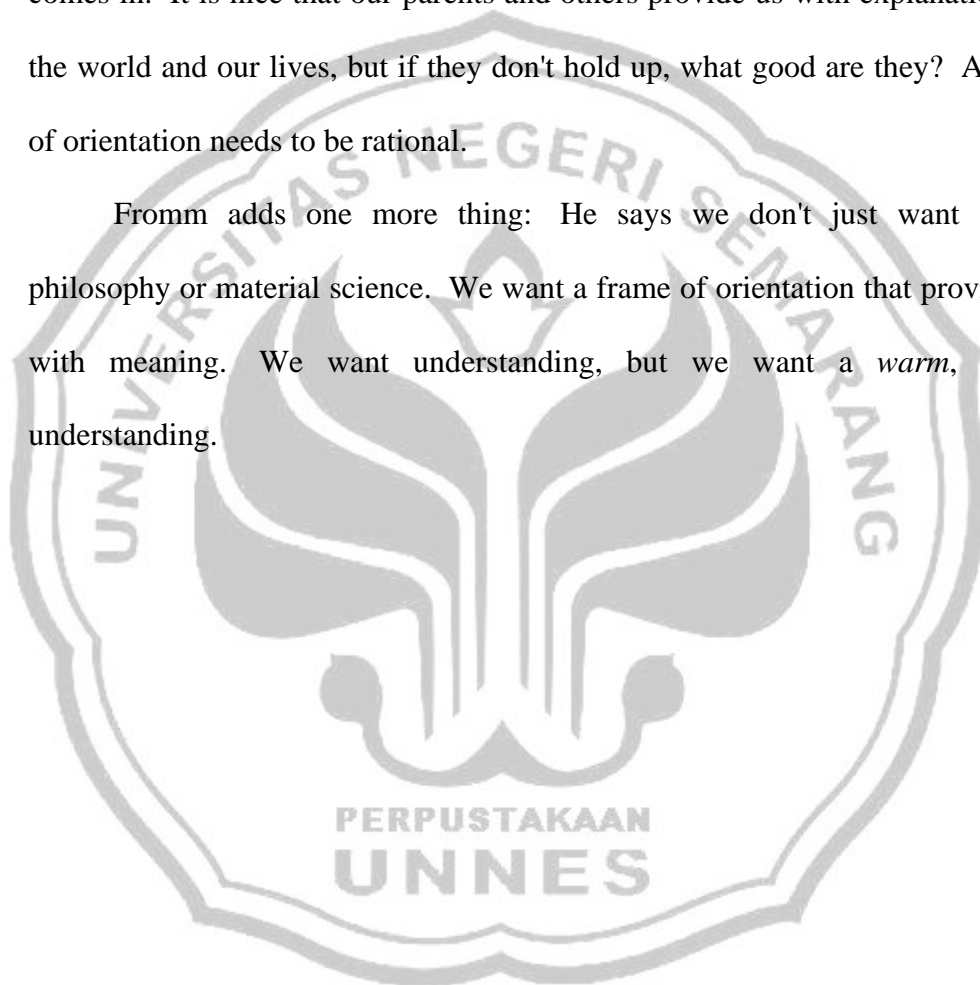 comes in. It is nice that our parents and others provide us with
the world and our lives, but if they don't hold up, what good are they? A
of orientation needs to be rational.
Fromm adds one more thing: He says we don't just want
philosophy or material science. We want a frame of orientation that
with meaning. We want understanding, but we want a warm,
understanding.
UNIVERSITAS NEGERI SEMARANG
PERPUSTAKAAN
UNNES